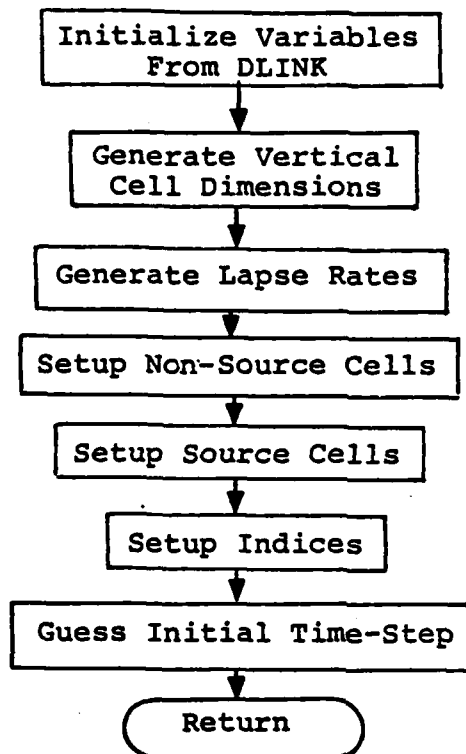 Initialize Variables
From DLINK
Generate Vertical
Cell Dimensions
Generate Lapse Rates
Setup Non-Source Cells
Setup Source Cells
Setup Indices
Guess Initial Time-Step
Return